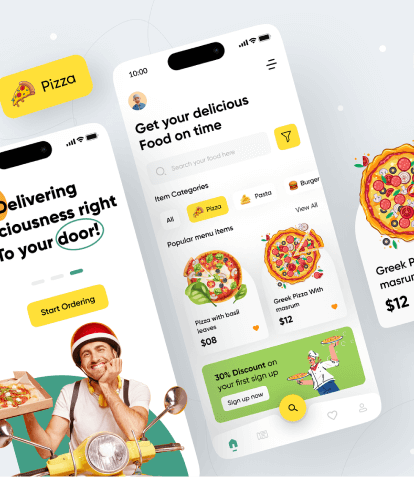 Pizza
10:00
Get your delicious
Food on time
Search your food here
Item Categories
All
Pizza
Pasta
Burger
Popular menu items
View All
Pizza with basil
leaves
$08
Greek Pizza With
masrum
$12
30% Discount on
your first sign up
Sign up now
Delivering
ciousness right
To your door!
Start Ordering
Greek Pizza
masrum
$12